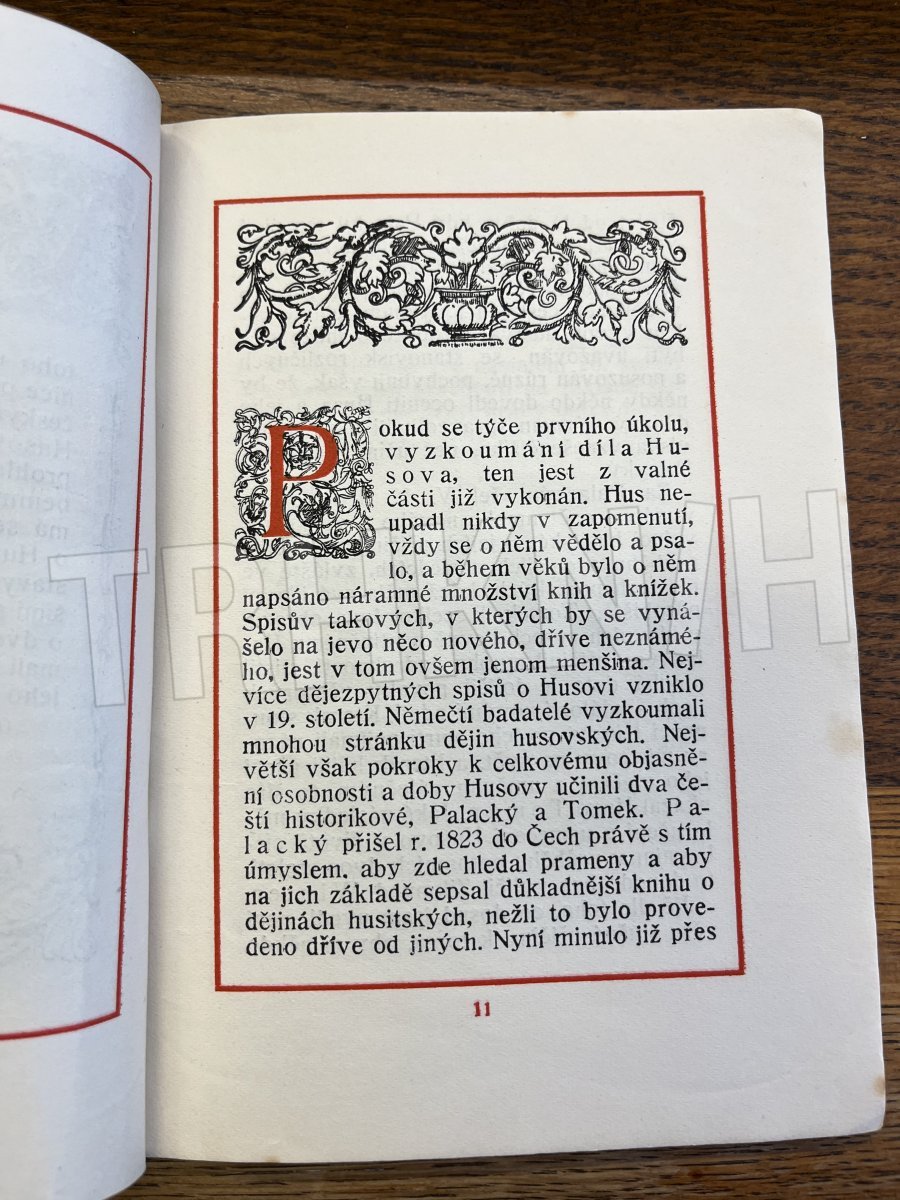 Pokud se týče prvního úkolu,
vyzkoumání díla Hu-
sova, ten jest z valné
části již vykonán. Hus ne-
upadl nikdy v zapomenutí,
vždy se o něm vědělo a psa-
lo, a během věků bylo o něm
napsáno náramné množství knih a knížek.
Spisův takových, v kterých by se vyná-
šelo na jevo něco nového, dříve neznámé-
ho, jest v tom ovšem jenom menšina. Nej-
více dějezpytných spisů o Husovi vzniklo
v 19. století. Němečtí badatelé vyzkoumali
mnohou stránku dějin husovských. Nej-
větší však pokroky k celkovému objasně-
ní osobnosti a doby Husovy učinili dva če-
ští historikové, Palacký a Tomek. Pa-
lacký přišel r. 1823 do Čech právě s tím
úmyslem, aby zde hledal prameny a aby
na jich základě sepsal důkladnější knihu o
dějinách husitských, nežli to bylo prove-
deno dříve od jiných. Nyní minulo již přes
11